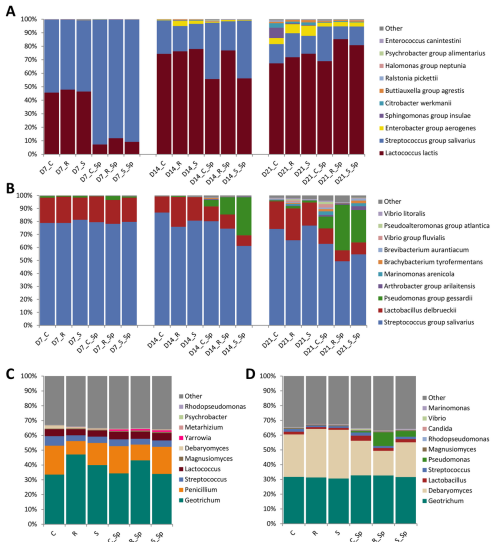 A
100%
90%
80%
70%
60%
50%
40%
30%
20%
10%
0%
D7_C
D7_R
D7_S
D7_C_Sp
D7_R_Sp
D7_S_Sp
D14_C
D14_R
D14_S
D14_C_Sp
D14_R_Sp
D14_S_Sp
D21_C
D21_R
D21_S
D21_C_Sp
D21_R_Sp
D21_S_Sp
Other
Enterococcus canintestini
Psychrobacter group alimentarius
Halomonas group neptunia
Ralstonia pickettii
Buttiauxella group agrestis
Citrobacter werkmanii
Sphingomonas group insulae
Enterobacter group aerogenes
Streptococcus group salivarius
Lactococcus lactis
B
100%
90%
80%
70%
60%
50%
40%
30%
20%
10%
0%
D7_C
D7_R
D7_S
D7_C_Sp
D7_R_Sp
D7_S_Sp
D14_C
D14_R
D14_S
D14_C_Sp
D14_R_Sp
D14_S_Sp
D21_C
D21_R
D21_S
D21_C_Sp
D21_R_Sp
D21_S_Sp
Other
Vibrio litoralis
Pseudoalteromonas group atlantica
Vibrio group fluvialis
Brevibacterium aurantiacum
Brachybacterium tyrofermentans
Marinomonas arenicola
Arthrobacter group arilaitensis
Pseudomonas group gessardii
Lactobacillus delbrueckii
Streptococcus group salivarius
C
100%
90%
80%
70%
60%
50%
40%
30%
20%
10%
0%
C
R
S
C_Sp
R_Sp
S_Sp
Other
Rhodopseudomonas
Psychrobacter
Metarhizium
Yarrowia
Debaryomyces
Magnusiomyces
Lactococcus
Streptococcus
Penicillium
Geotrichum
D
100%
90%
80%
70%
60%
50%
40%
30%
20%
10%
0%
C
R
S
C_Sp
R_Sp
S_Sp
Other
Marinomonas
Vibrio
Candida
Rhodopseudomonas
Magnusiomyces
Pseudomonas
Streptococcus
Lactobacillus
Debaryomyces
Geotrichum